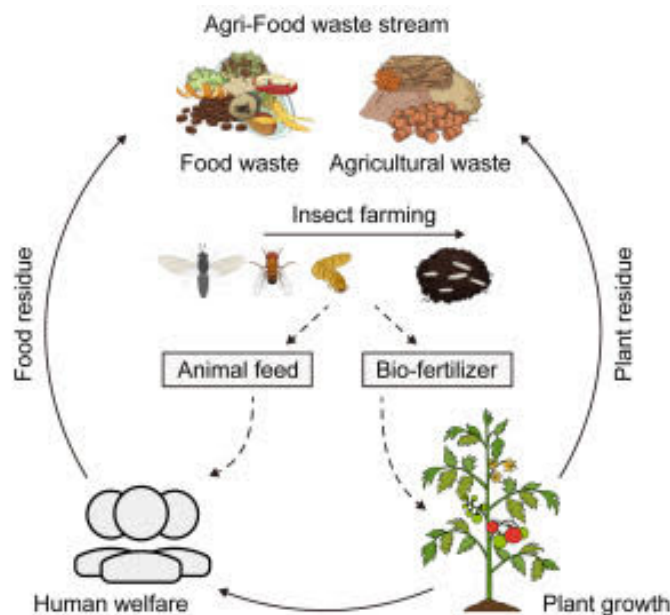 Agri-Food waste stream
Food waste
Agricultural waste
Insect farming
Food residue
Plant residue
Animal feed
Bio-fertilizer
Human welfare
Plant growth